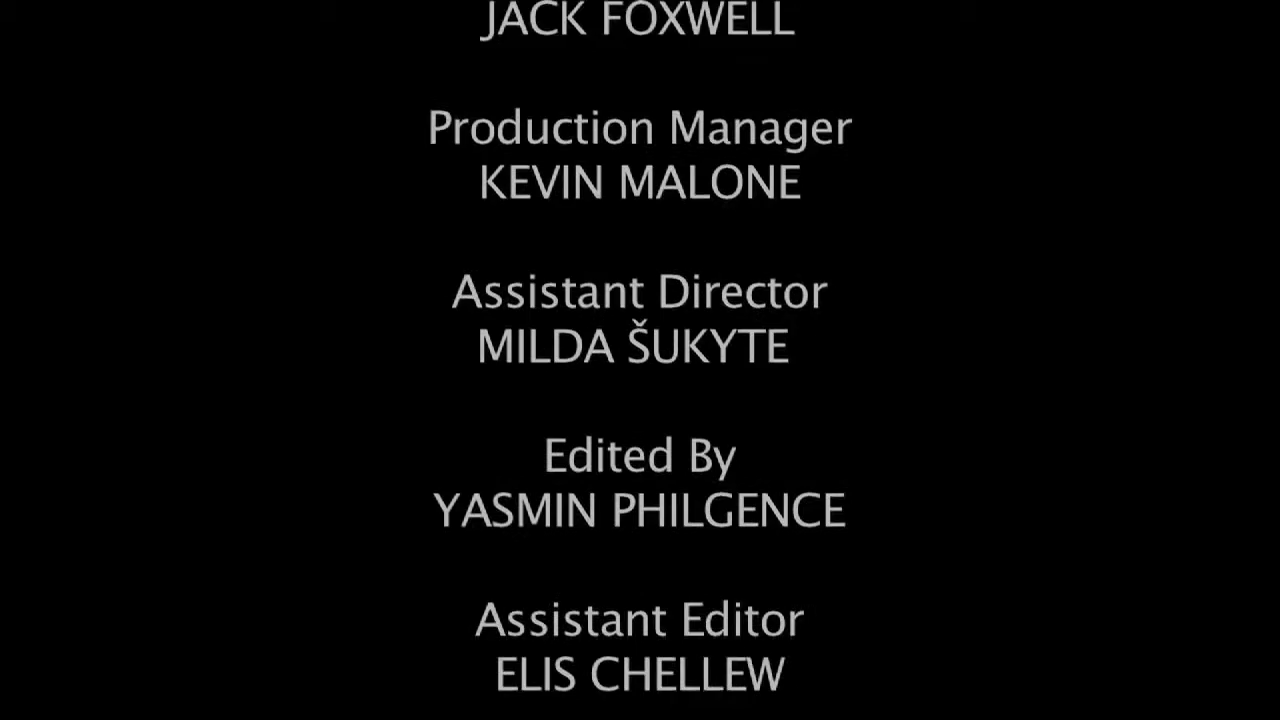 JACK FOXWELL
Production Manager
KEVIN MALONE
Assistant Director
MILDA ŠUKYTE
Edited By
YASMIN PHILGENCE
Assistant Editor
ELIS CHELLEW